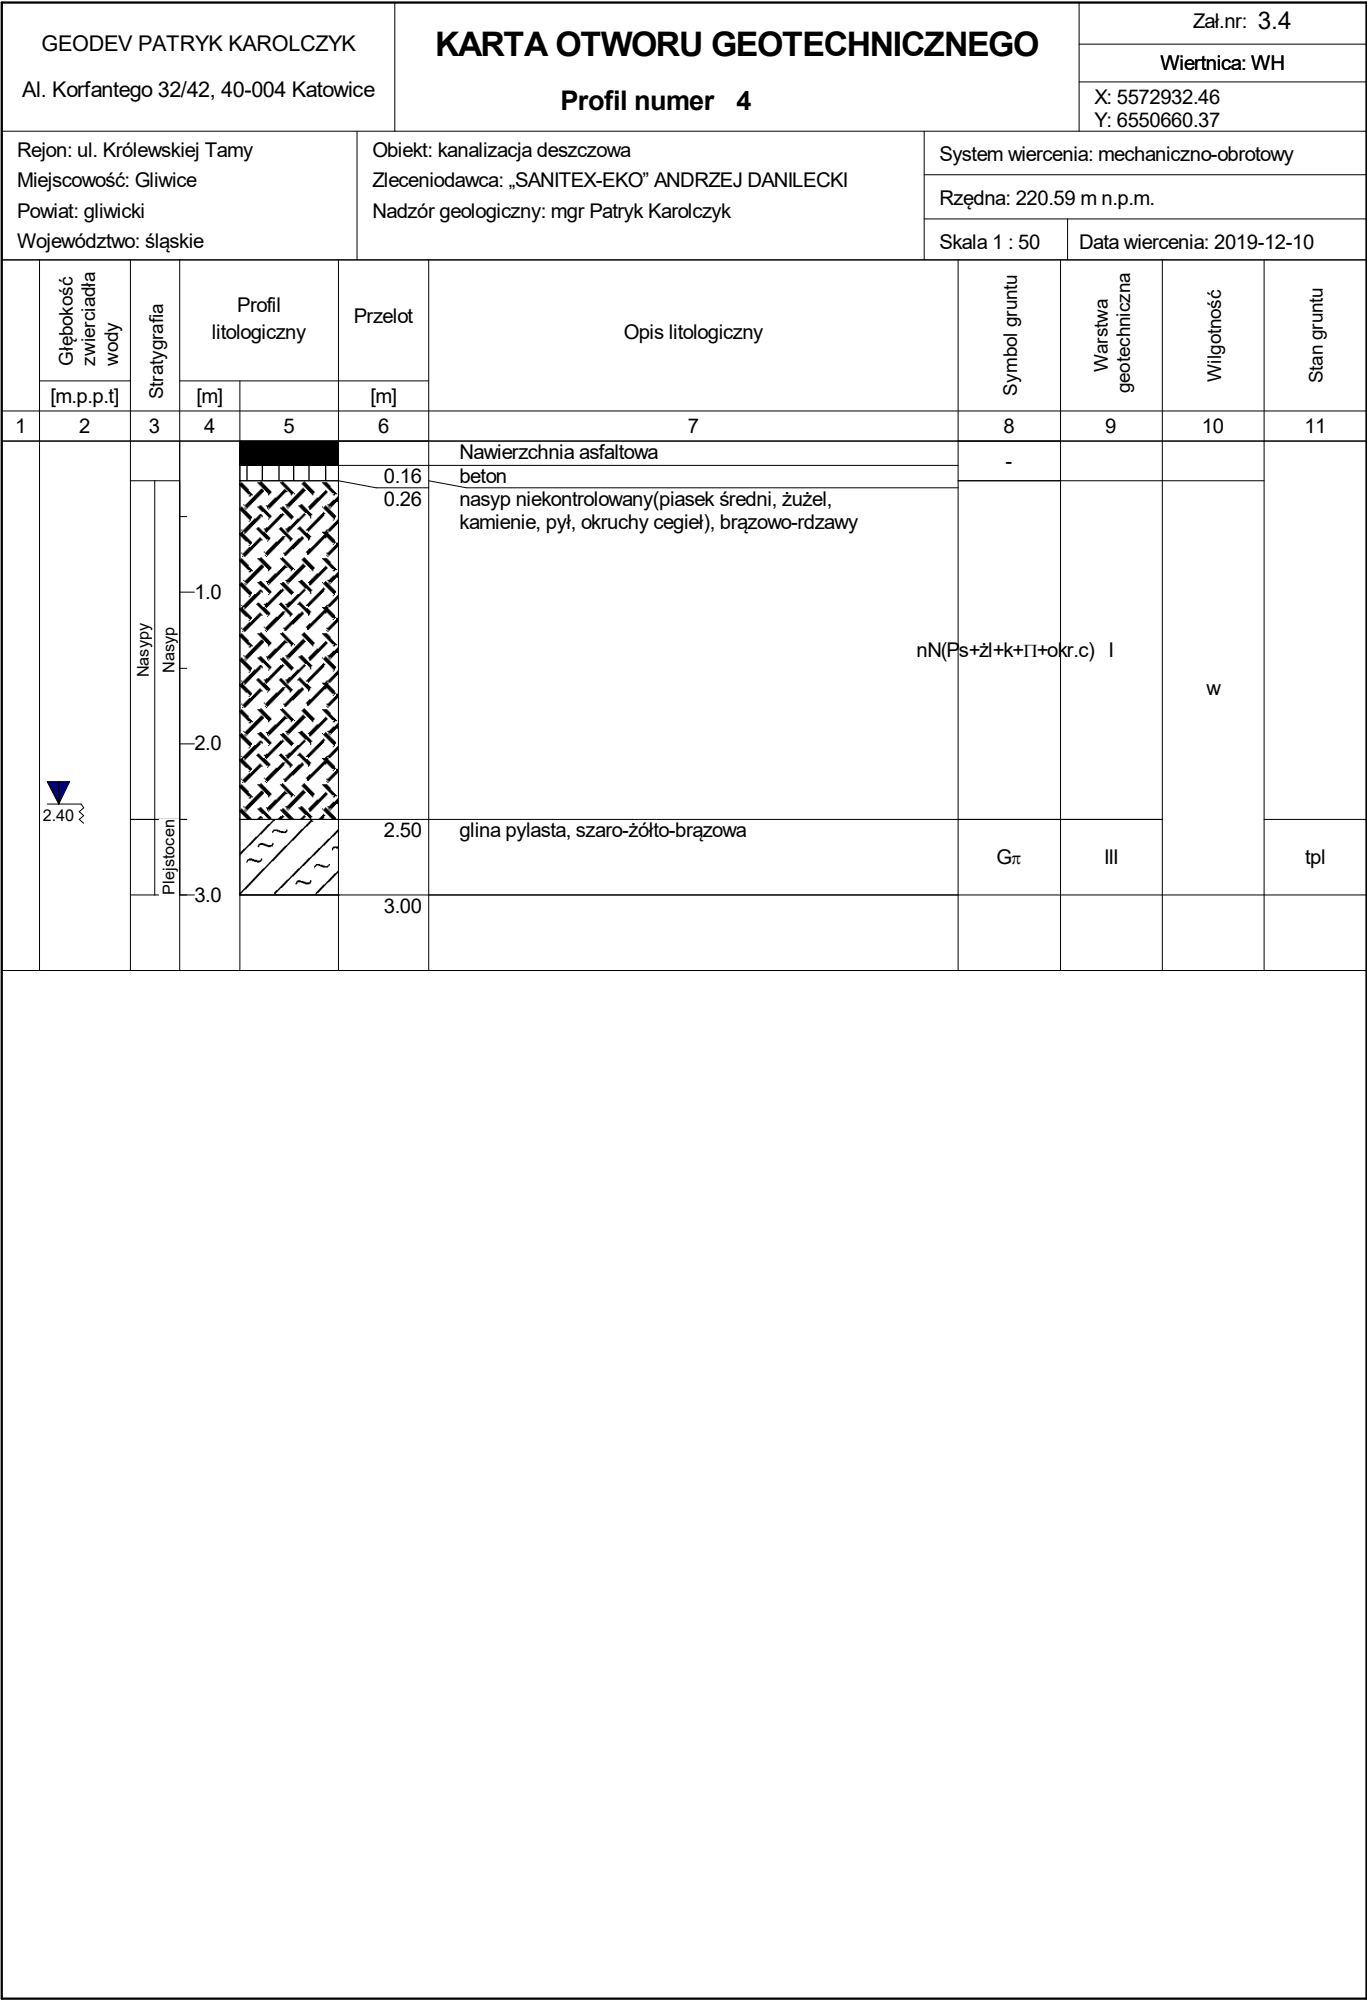 GEODEV PATRYK KAROLCZYK
Al. Korfantego 32/42, 40-004 Katowice
KARTA OTWORU GEOTECHNICZNEGO
Profil numer 4
Zał.nr: 3.4
Wiertnica: WH
X: 5572932.46
Y: 6550660.37
Rejon: ul. Królewskiej Tamy
Miejscowość: Gliwice
Powiat: gliwicki
Województwo: śląskie
Obiekt: kanalizacja deszczowa
Zleceniodawca: „SANITEX-EKO” ANDRZEJ DANILECKI
Nadzór geologiczny: mgr Patryk Karolczyk
System wiercenia: mechaniczno-obrotowy
Rzędna: 220.59 m n.p.m.
Skala 1 : 50
Data wiercenia: 2019-12-10
Głębokość
zwierciadła
wody
[m.p.p.t]
Stratygrafia
Profil
litologiczny
[m]
Przelot
[m]
Opis litologiczny
Symbol gruntu
Warstwa
geotechniczna
Wilgotność
Stan gruntu
1 2 3 4 5 6 7 8 9 10 11
Nawierzchnia asfaltowa
-
0.16 beton
0.26 nasyp niekontrolowany(piasek średni, żużel,
kamienie, pył, okruchy cegieł), brązowo-rdzawy
1.0
Nasypy
Nasyp
nN(Ps+żl+k+Π+okr.c) I
w
2.0
2.40
2.50 glina pylasta, szaro-żółto-brązowa
Plejstocen
Gπ III tpl
3.0
3.00